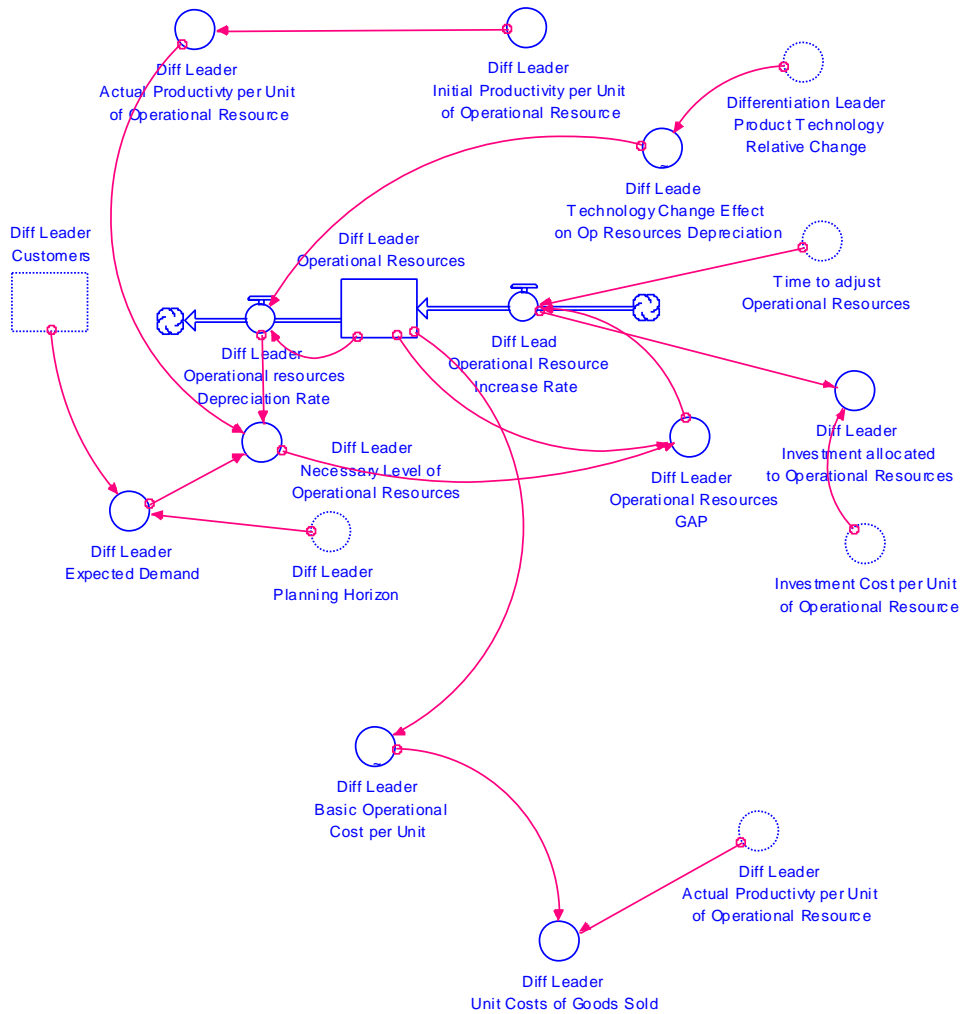 Diff Leader
Actual Productivty per Unit
of Operational Resource
Diff Leader
Initial Productivity per Unit
of Operational Resource
Differentiation Leader
Product Technology
Relative Change
Diff Leade
Technology Change Effect
on Op Resources Depreciation
Diff Leader
Customers
Diff Leader
Operational Resources
Time to adjust
Operational Resources
Diff Leader
Operational resources
Depreciation Rate
Diff Lead
Operational Resource
Increase Rate
Diff Leader
Investment allocated
to Operational Resources
Diff Leader
Necessary Level of
Operational Resources
Diff Leader
Operational Resources
GAP
Diff Leader
Expected Demand
Diff Leader
Planning Horizon
Investment Cost per Unit
of Operational Resource
Diff Leader
Basic Operational
Cost per Unit
Diff Leader
Actual Productivty per Unit
of Operational Resource
Diff Leader
Unit Costs of Goods Sold